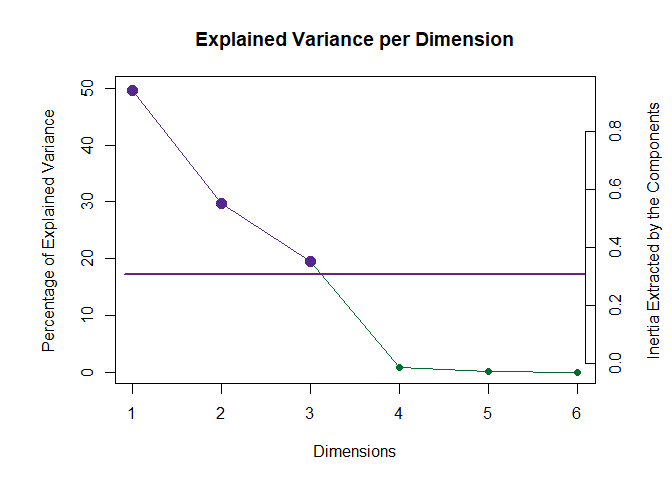 Explained Variance per Dimension
Percentage of Explained Variance
50
40
30
20
10
0
0.8
0.6
0.4
0.2
0.0
Inertia Extracted by the Components
1 2 3 4 5 6
Dimensions